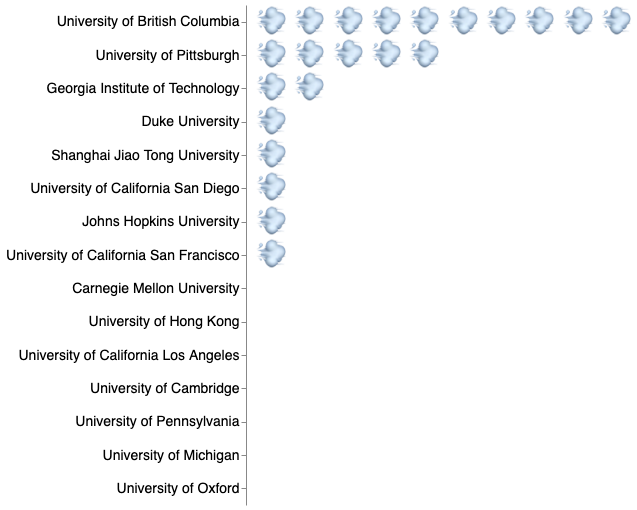 University of British Columbia
University of Pittsburgh
Georgia Institute of Technology
Duke University
Shanghai Jiao Tong University
University of California San Diego
Johns Hopkins University
University of California San Francisco
Carnegie Mellon University
University of Hong Kong
University of California Los Angeles
University of Cambridge
University of Pennsylvania
University of Michigan
University of Oxford